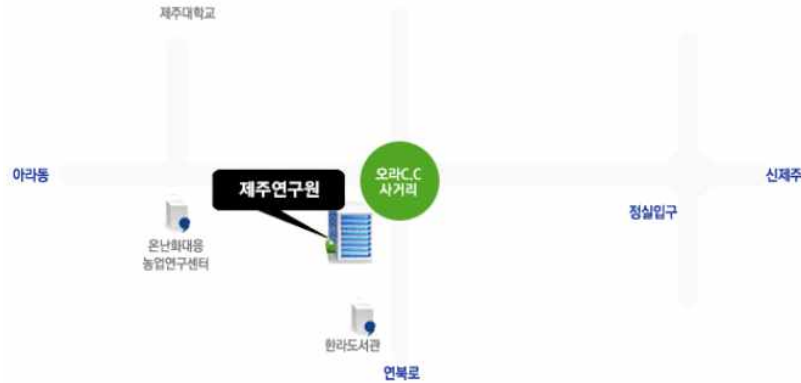 제주대학교
오라C.C
사거리
아라동
신제주
제주연구원
정실입구
온난화대응
농업연구센터
한라도서관
연북로